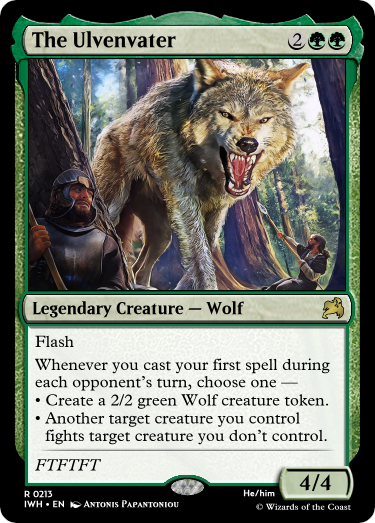 The Ulvenvater 2
Legendary Creature — Wolf
Flash
Whenever you cast your first spell during
each opponent's turn, choose one —
• Create a 2/2 green Wolf creature token.
• Another target creature you control
fights target creature you don't control.
FTFTFT
4/4
R 0213
IWH • EN Antonis Papantoniou
He/him
© Wizards of the Coast